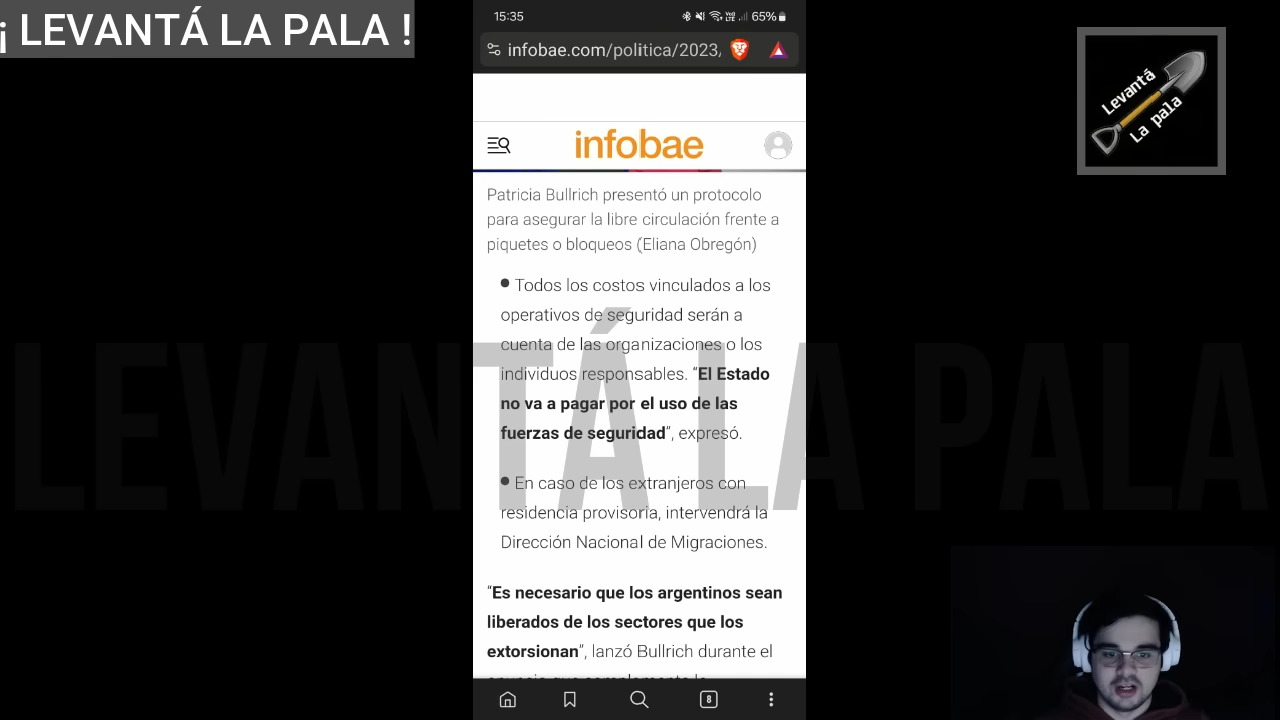 ¡ LEVANTÁ LA PALA !
15:35
65%
infobae.com/politica/2023,
Levantá
La pala
infobae
Patricia Bullrich presentó un protocolo
para asegurar la libre circulación frente a
piquetes o bloqueos (Eliana Obregón)
• Todos los costos vinculados a los
operativos de seguridad serán a
cuenta de las organizaciones o los
individuos responsables. “El Estado
no va a pagar por el uso de las
fuerzas de seguridad”, expresó.
• En caso de los extranjeros con
residencia provisoria, intervendrá la
Dirección Nacional de Migraciones.
“Es necesario que los argentinos sean
liberados de los sectores que los
extorsionan”, lanzó Bullrich durante el
LEVANTÁ LA PALA
8